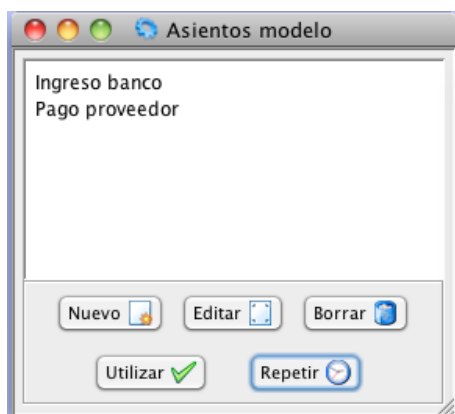 Asientos modelo
Ingreso banco
Pago proveedor
Nuevo Editar Borrar
Utilizar Repetir